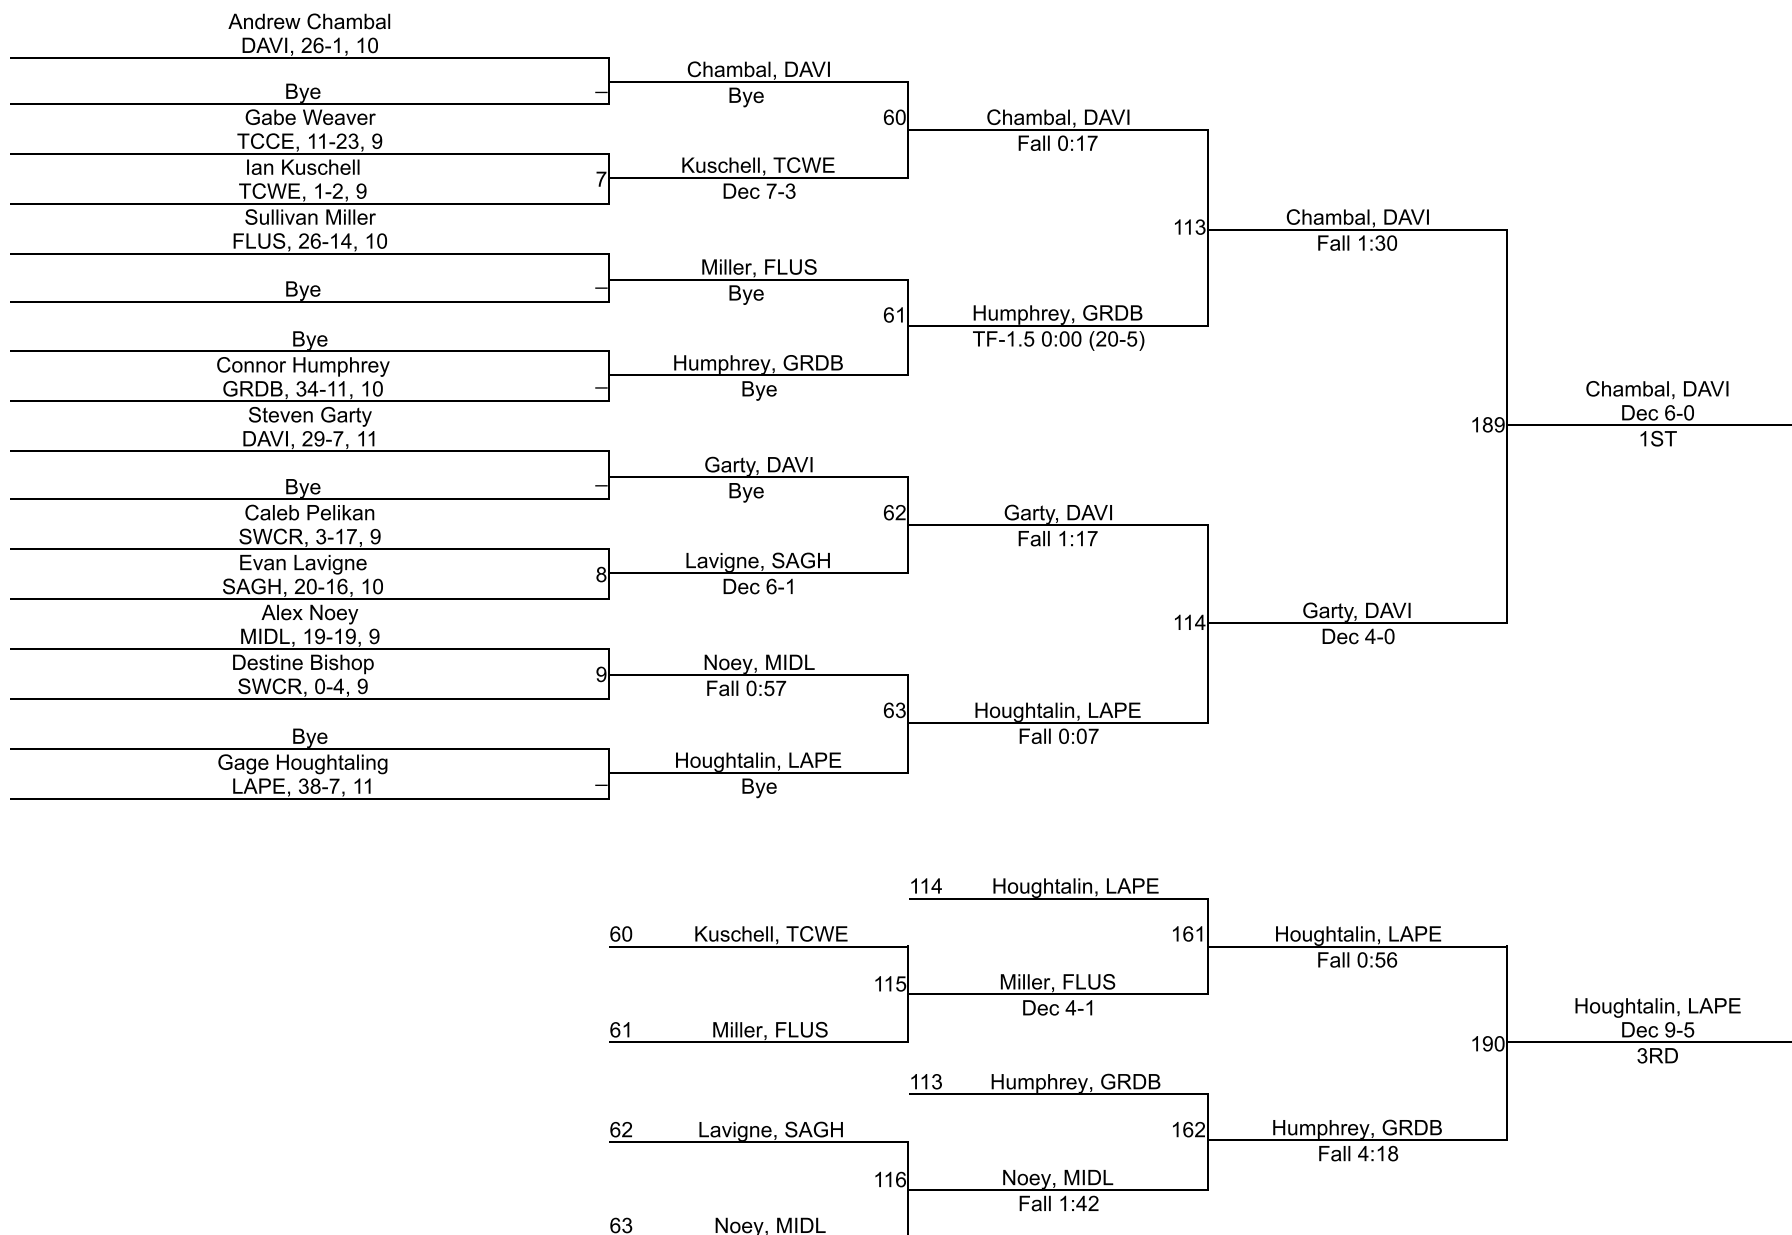 Andrew Chambal
DAVI, 26-1, 10
Bye
–
Gabe Weaver
TCCE, 11-23, 9
Ian Kuschell
TCWE, 1-2, 9
7
Sullivan Miller
FLUS, 26-14, 10
Bye
–
Bye
Connor Humphrey
GRDB, 34-11, 10
–
Steven Garty
DAVI, 29-7, 11
Bye
–
Caleb Pelikan
SWCR, 3-17, 9
Evan Lavigne
SAGH, 20-16, 10
8
Alex Noey
MIDL, 19-19, 9
Destine Bishop
SWCR, 0-4, 9
9
Bye
Gage Houghtaling
LAPE, 38-7, 11
–
Chambal, DAVI
Bye
60
Kuschell, TCWE
Dec 7-3
Miller, FLUS
Bye
61
Humphrey, GRDB
Bye
Garty, DAVI
Bye
62
Lavigne, SAGH
Dec 6-1
Noey, MIDL
Fall 0:57
63
Houghtalin, LAPE
Bye
Chambal, DAVI
Fall 0:17
113
Humphrey, GRDB
TF-1.5 0:00 (20-5)
Garty, DAVI
Fall 1:17
114
Houghtalin, LAPE
Fall 0:07
Chambal, DAVI
Fall 1:30
189
Garty, DAVI
Dec 4-0
Chambal, DAVI
Dec 6-0
1ST
60 Kuschell, TCWE
115
61 Miller, FLUS
62 Lavigne, SAGH
116
63 Noey, MIDL
114 Houghtalin, LAPE
161
Miller, FLUS
Dec 4-1
113 Humphrey, GRDB
162
Noey, MIDL
Fall 1:42
Houghtalin, LAPE
Fall 0:56
190
Humphrey, GRDB
Fall 4:18
Houghtalin, LAPE
Dec 9-5
3RD